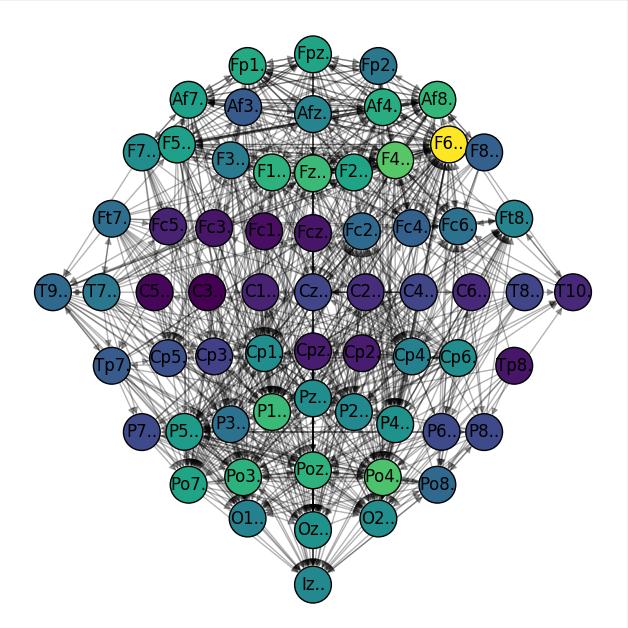 Fp1. Fpz. Fp2.
Af7. Af3. Afz. Af4. Af8.
F7.. F5.. F3.. F1.. Fz.. F2.. F4.. F6.. F8..
Ft7. Fc5. Fc3. Fc1. Fcz. Fc2. Fc4. Fc6. Ft8.
T9.. T7.. C5.. C3.. C1.. Cz.. C2.. C4.. C6.. T8.. T10.
Tp7. Cp5. Cp3. Cp1. Cpz. Cp2. Cp4. Cp6. Tp8.
P7.. P5.. P3.. P1.. Pz.. P2.. P4.. P6.. P8..
Po7. Po3. Poz. Po4. Po8.
O1.. Oz.. O2..
Iz..